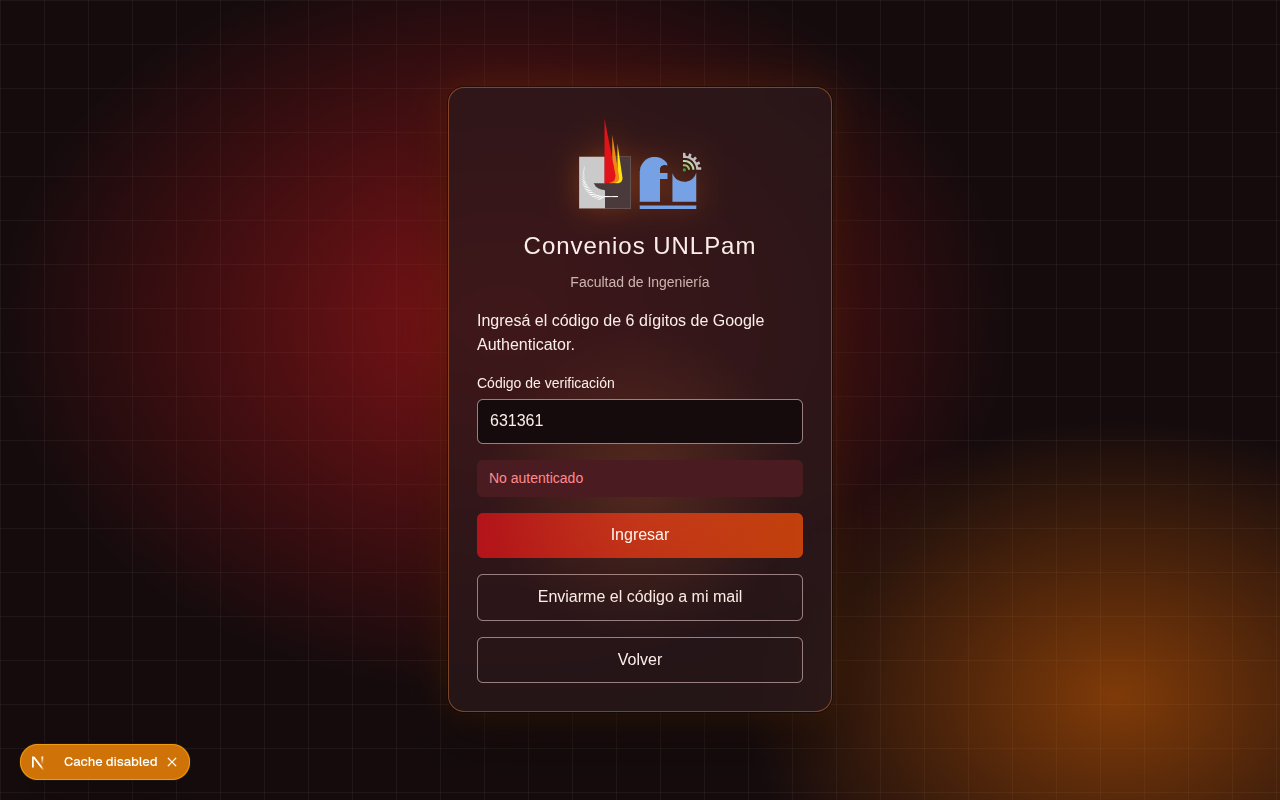 fi
Convenios UNLPam
Facultad de Ingeniería
Ingresá el código de 6 dígitos de Google
Authenticator.
Código de verificación
631361
No autenticado
Ingresar
Enviarme el código a mi mail
Volver
N Cache disabled